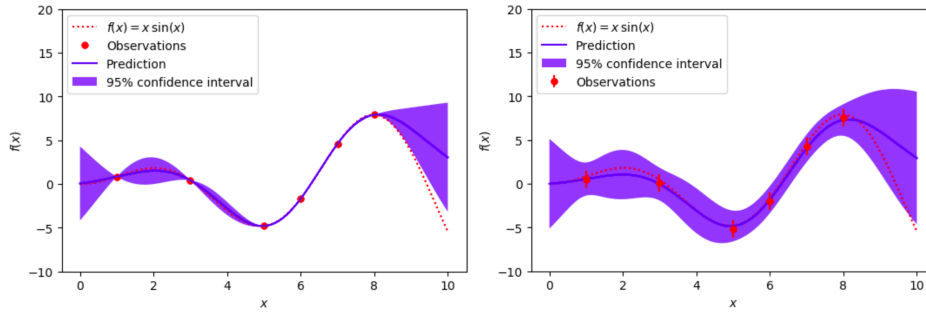 20
15
10
5
0
−5
−10
f(x)
f(x) = x sin(x)
Observations
Prediction
95% confidence interval
0 2 4 6 8 10
x
20
15
10
5
0
−5
−10
f(x)
f(x) = x sin(x)
Prediction
95% confidence interval
Observations
0 2 4 6 8 10
x